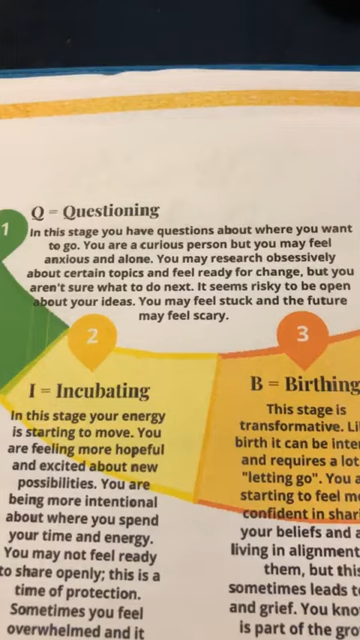 1
Q = Questioning
In this stage you have questions about where you want
to go. You are a curious person but you may feel
anxious and alone. You may research obsessively
about certain topics and feel ready for change, but you
aren't sure what to do next. It seems risky to be open
about your ideas. You may feel stuck and the future
may feel scary.
2
I = Incubating
In this stage your energy
is starting to move. You
are feeling more hopeful
and excited about new
possibilities. You are
being more intentional
about where you spend
your time and energy.
You may not feel ready
to share openly; this is a
time of protection.
Sometimes you feel
overwhelmed and it
3
B = Birthing
This stage is
transformative.
birth it can be
and requires a lot
"letting go". You
starting to feel
confident in
your beliefs and
living in alignment
them, but this
sometimes leads
and grief. You
is part of the